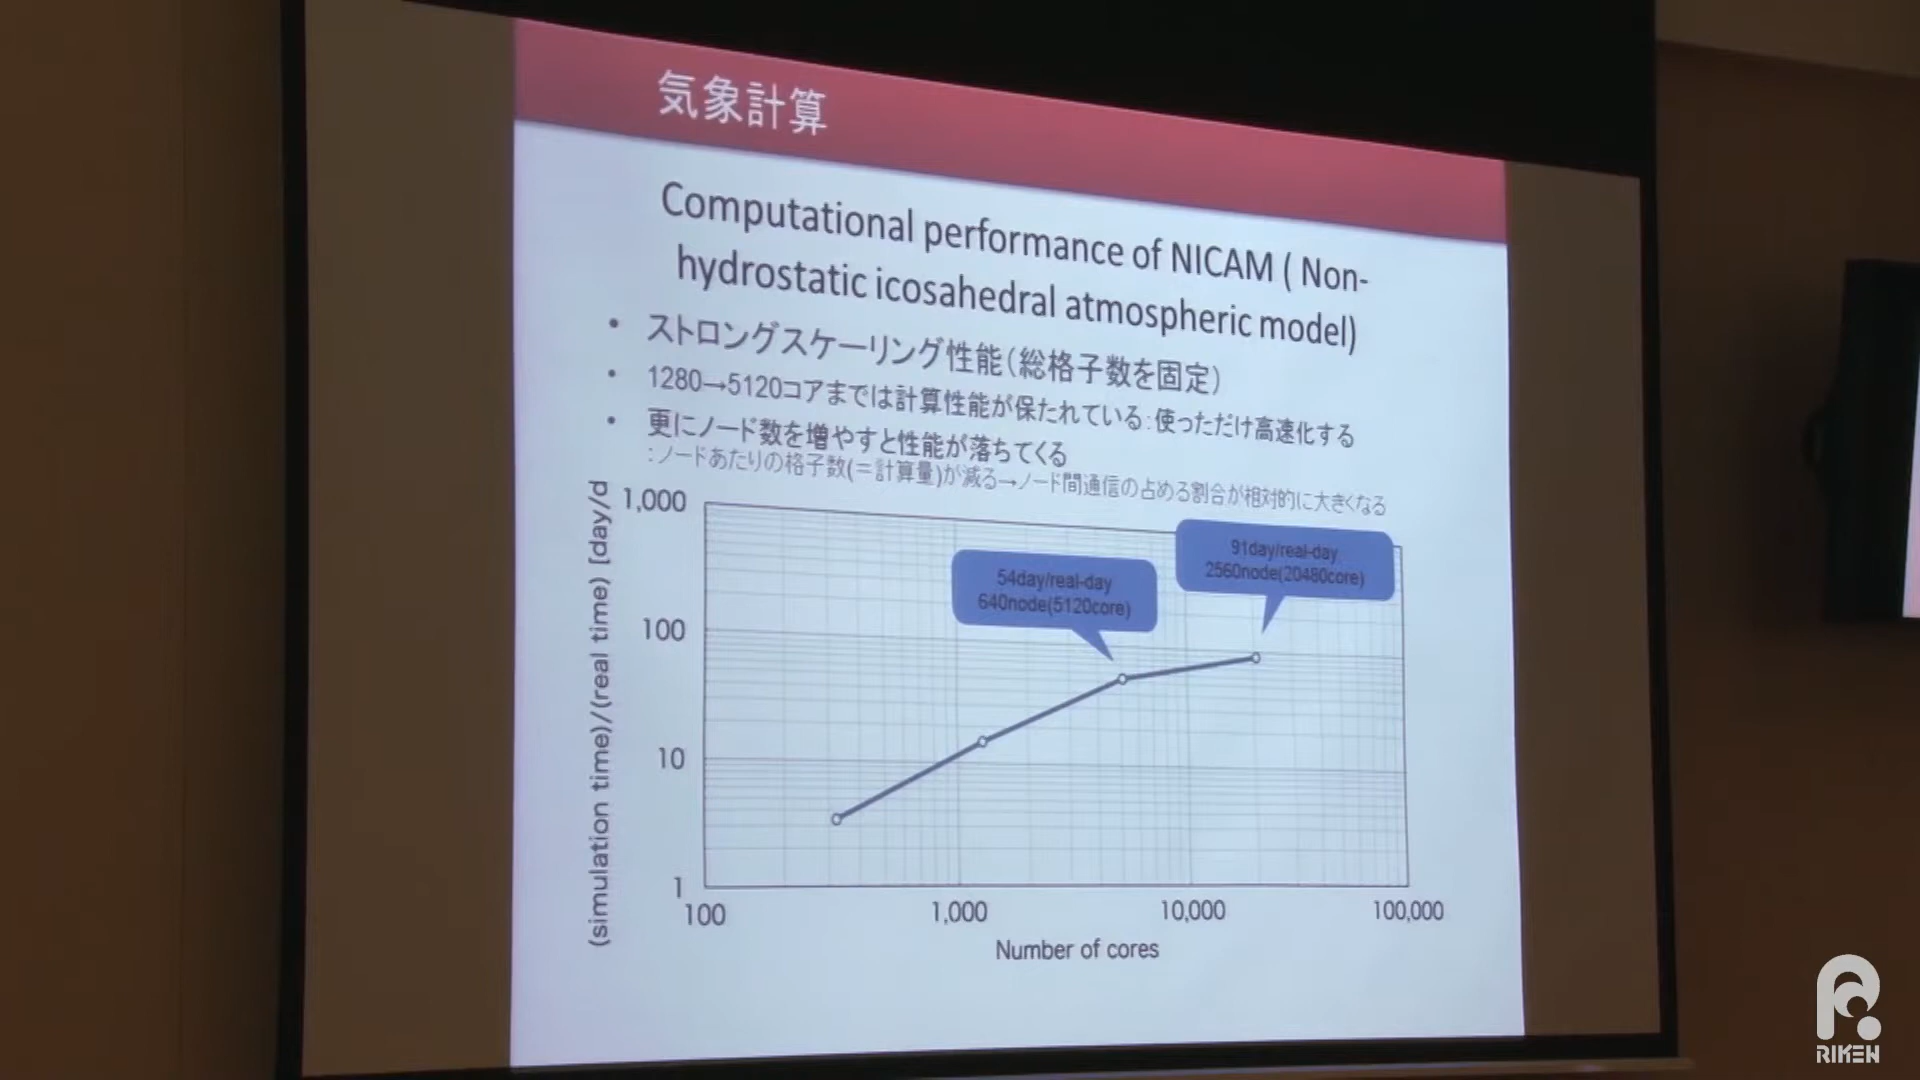 気象計算
Computational performance of NICAM ( Non-
hydrostatic icosahedral atmospheric model)
• ストロングスケーリング性能(総格子数を固定)
• 1280→5120コアまでは計算性能が保たれている:使っただけ高速化する
• 更にノード数を増やすと性能が落ちてくる
:ノードあたりの格子数(=計算量)が減る→ノード間通信の占める割合が相対的に大きくなる
(simulation time)/(real time) [day/d
1,000
100
10
1
54day/real-day
640node(5120core)
91day/real-day
2560node(20480core)
100
1,000
10,000
100,000
Number of cores
RIKEN